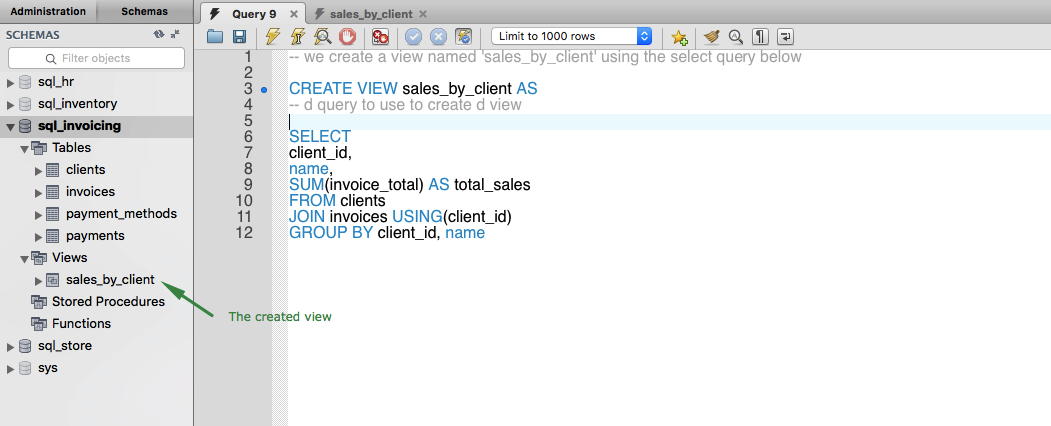 Administration Schemas
SCHEMAS
Filter objects
sql_hr
sql_inventory
sql_invoicing
Tables
clients
invoices
payment_methods
payments
Views
sales_by_client
Stored Procedures
Functions
sql_store
sys
Query 9 sales_by_client
Limit to 1000 rows
1 -- we create a view named 'sales_by_client' using the select query below
2
3 CREATE VIEW sales_by_client AS
4 -- d query to use to create d view
5
6 SELECT
7 client_id,
8 name,
9 SUM(invoice_total) AS total_sales
10 FROM clients
11 JOIN invoices USING(client_id)
12 GROUP BY client_id, name
The created view